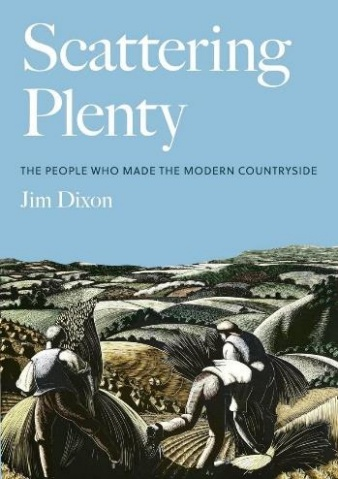 Scattering
Plenty
THE PEOPLE WHO MADE THE MODERN COUNTRYSIDE
Jim Dixon